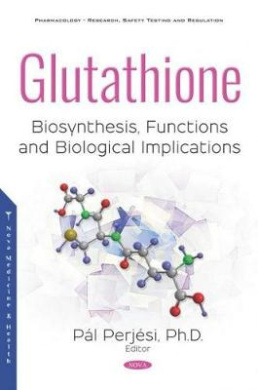 Pharmacology - Research, Safety Testing and Regulation
Glutathione
Biosynthesis, Functions
and Biological Implications
Nova Medicine & Health
Pál Perjési, Ph.D.
Editor
NOVA